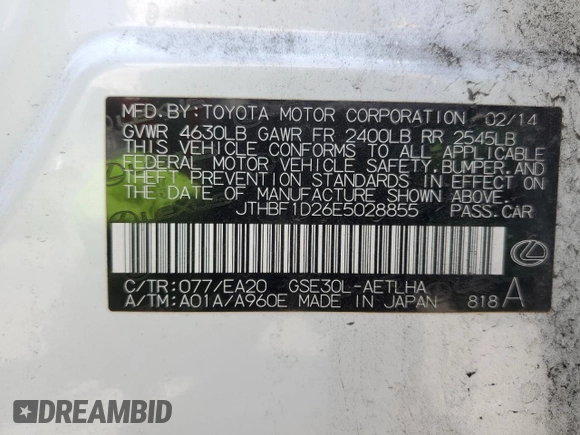 MFD. BY: TOYOTA MOTOR CORPORATION 02/14
GVWR 4630LB GAWR FR 2400LB RR 2545LB
THIS VEHICLE CONFORMS TO ALL APPLICABLE
FEDERAL MOTOR VEHICLE SAFETY, BUMPER, AND
THEFT PREVENTION STANDARDS IN EFFECT ON
THE DATE OF MANUFACTURE SHOWN ABOVE.
JTHBF1D26E5028855 PASS. CAR
C/TR: 077/EA20 GSE30L-AETLHA
A/TM: A01A/A960E MADE IN JAPAN 818 A
DREAMBID